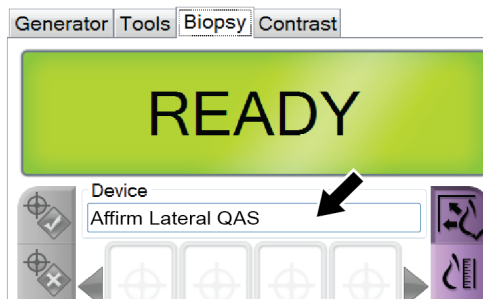 Generator Tools Biopsy Contrast
READY
Device
Affirm Lateral QAS